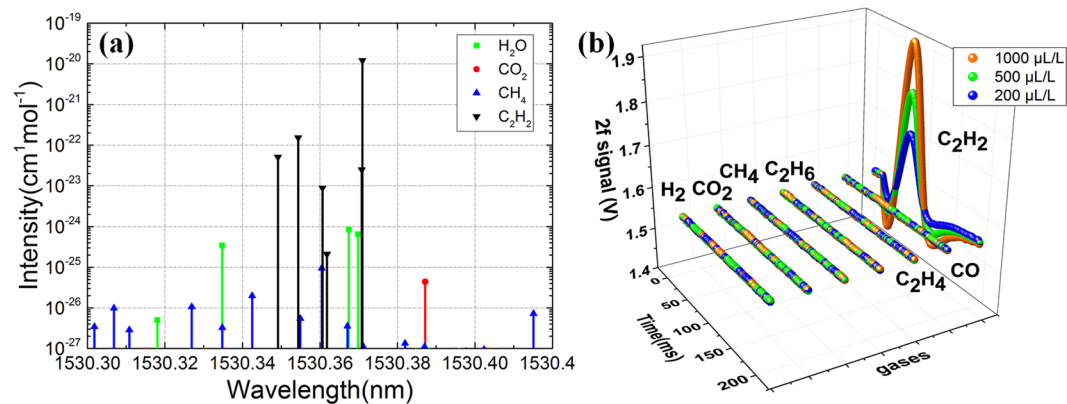 (a)
10⁻¹⁹
10⁻²⁰
10⁻²¹
10⁻²²
10⁻²³
10⁻²⁴
10⁻²⁵
10⁻²⁶
10⁻²⁷
Intensity(cm¹mol⁻¹)
H₂O
CO₂
CH₄
C₂H₂
1530.30 1530.32 1530.34 1530.36 1530.38 1530.40 1530.4
Wavelength(nm)
(b)
1000 µL/L
500 µL/L
200 µL/L
1.9
1.8
1.7
1.6
1.5
1.4
2f signal (V)
H₂ CO₂ CH₄ C₂H₆
C₂H₂
C₂H₄
CO
0
50
100
150
200
Time(ms)
gases